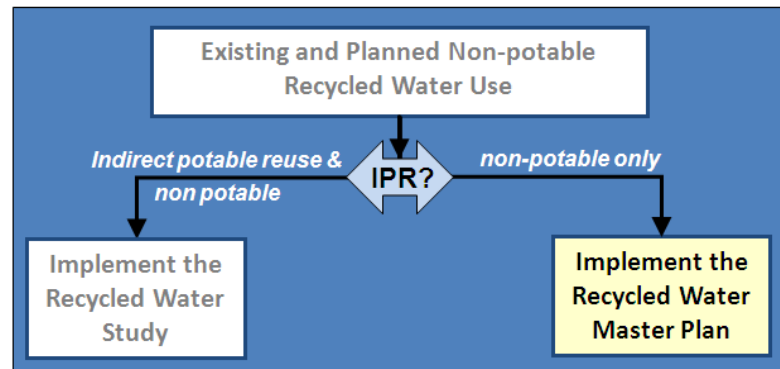 Existing and Planned Non-potable
Recycled Water Use
Indirect potable reuse &
non potable
IPR?
non-potable only
Implement the
Recycled Water
Study
Implement the
Recycled Water
Master Plan